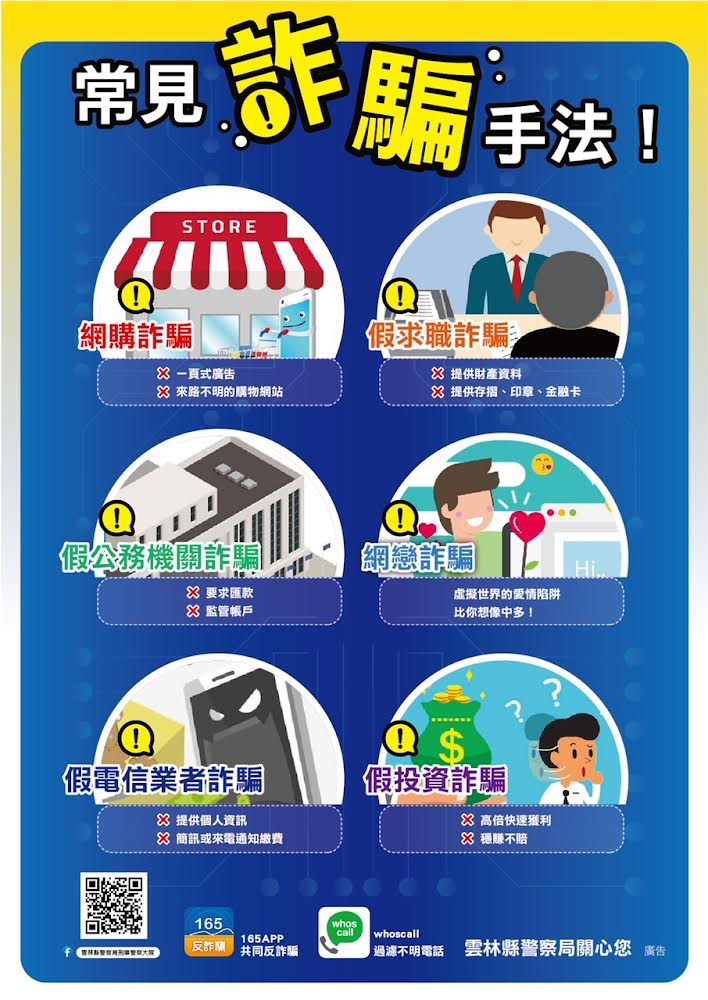 常見詐騙手法！
STORE
網購詐騙
✕ 一頁式廣告
✕ 來路不明的購物網站
假求職詐騙
✕ 提供財產資料
✕ 提供存摺、印章、金融卡
假公務機關詐騙
✕ 要求匯款
✕ 監管帳戶
網戀詐騙
Hi..
虛擬世界的愛情陷阱
比你想像中多！
假電信業者詐騙
✕ 提供個人資訊
✕ 簡訊或來電通知繳費
假投資詐騙
$
? ?
✕ 高倍快速獲利
✕ 穩賺不賠
f 雲林縣警察局刑事警察大隊
165
反詐騙
165APP
共同反詐騙
whos
call
whoscall
過濾不明電話
雲林縣警察局關心您 廣告